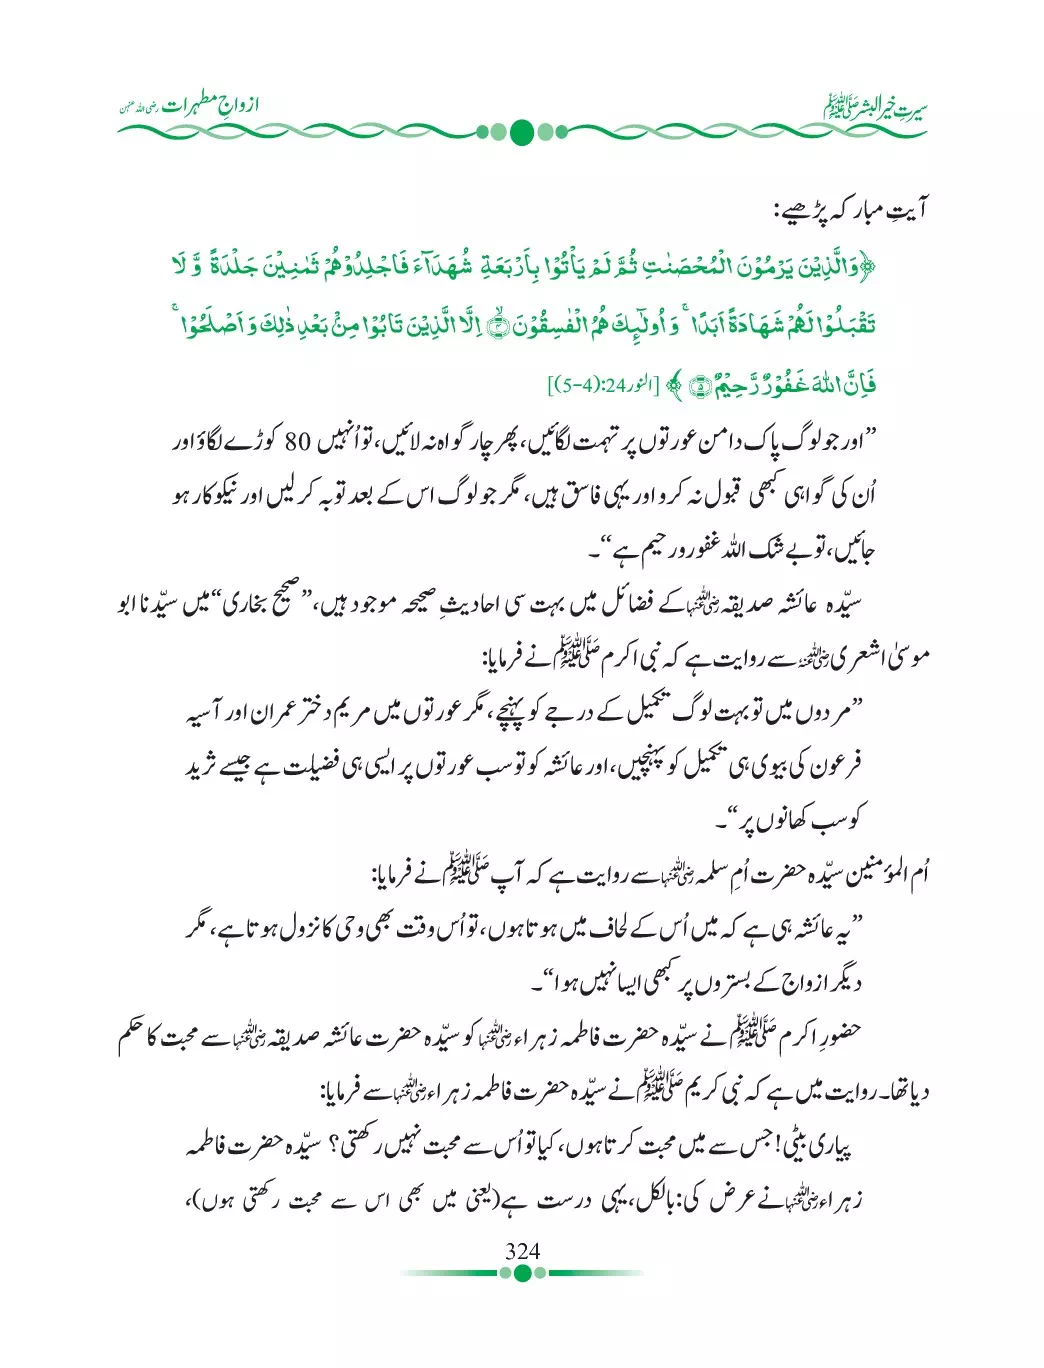 سیرتِ خیر البشر ﷺ
ازواجِ مطہرات رضی اللہ عنہن
آیتِ مبارکہ پڑھیے:
﴿وَالَّذِیْنَ یَرْمُوْنَ الْمُحْصَنٰتِ ثُمَّ لَمْ یَاْتُوْا بِاَرْبَعَةِ شُهَدَآءَ فَاجْلِدُوْهُمْ ثَمٰنِیْنَ جَلْدَةً وَّ لَا
تَقْبَلُوْا لَهُمْ شَهَادَةً اَبَدًا ۚ وَ اُولٰٓىِٕكَ هُمُ الْفٰسِقُوْنَ ۙ۝۴ اِلَّا الَّذِیْنَ تَابُوْا مِنْۢ بَعْدِ ذٰلِكَ وَ اَصْلَحُوْا ۚ
فَاِنَّ اللّٰهَ غَفُوْرٌ رَّحِیْمٌ ۝۵﴾ [النور24:(4-5)]
”اور جو لوگ پاک دامن عورتوں پر تہمت لگائیں، پھر چار گواہ نہ لائیں، تو اُنہیں 80 کوڑے لگاؤ اور
اُن کی گواہی کبھی قبول نہ کرو اور یہی فاسق ہیں، مگر جو لوگ اس کے بعد توبہ کر لیں اور نیکو کار ہو
جائیں، تو بے شک اللہ غفور و رحیم ہے“۔
سیّدہ عائشہ صدیقہ رضی اللہ عنہا کے فضائل میں بہت سی احادیثِ صحیحہ موجود ہیں، ”صحیح بخاری“ میں سیّدنا ابو
موسیٰ اشعری رضی اللہ عنہ سے روایت ہے کہ نبی اکرم ﷺ نے فرمایا:
”مردوں میں تو بہت لوگ تکمیل کے درجے کو پہنچے، مگر عورتوں میں مریم دختر عمران اور آسیہ
فرعون کی بیوی ہی تکمیل کو پہنچیں، اور عائشہ کو تو سب عورتوں پر ایسی ہی فضیلت ہے جیسے ثرید
کو سب کھانوں پر“۔
اُم المؤمنین سیّدہ حضرت اُمِ سلمہ رضی اللہ عنہا سے روایت ہے کہ آپ ﷺ نے فرمایا:
”یہ عائشہ ہی ہے کہ میں اُس کے لحاف میں ہوتا ہوں، تو اُس وقت بھی وحی کا نزول ہوتا ہے، مگر
دیگر ازواج کے بستروں پر کبھی ایسا نہیں ہوا“۔
حضورِ اکرم ﷺ نے سیّدہ حضرت فاطمہ زہراء رضی اللہ عنہا کو سیّدہ حضرت عائشہ صدیقہ رضی اللہ عنہا سے محبت کا حکم
دیا تھا۔ روایت میں ہے کہ نبی کریم ﷺ نے سیّدہ حضرت فاطمہ زہراء رضی اللہ عنہا سے فرمایا:
پیاری بیٹی! جس سے میں محبت کرتا ہوں، کیا تو اُس سے محبت نہیں رکھتی؟ سیّدہ حضرت فاطمہ
زہراء رضی اللہ عنہا نے عرض کی: بالکل، یہی درست ہے (یعنی میں بھی اس سے محبت رکھتی ہوں)،
324